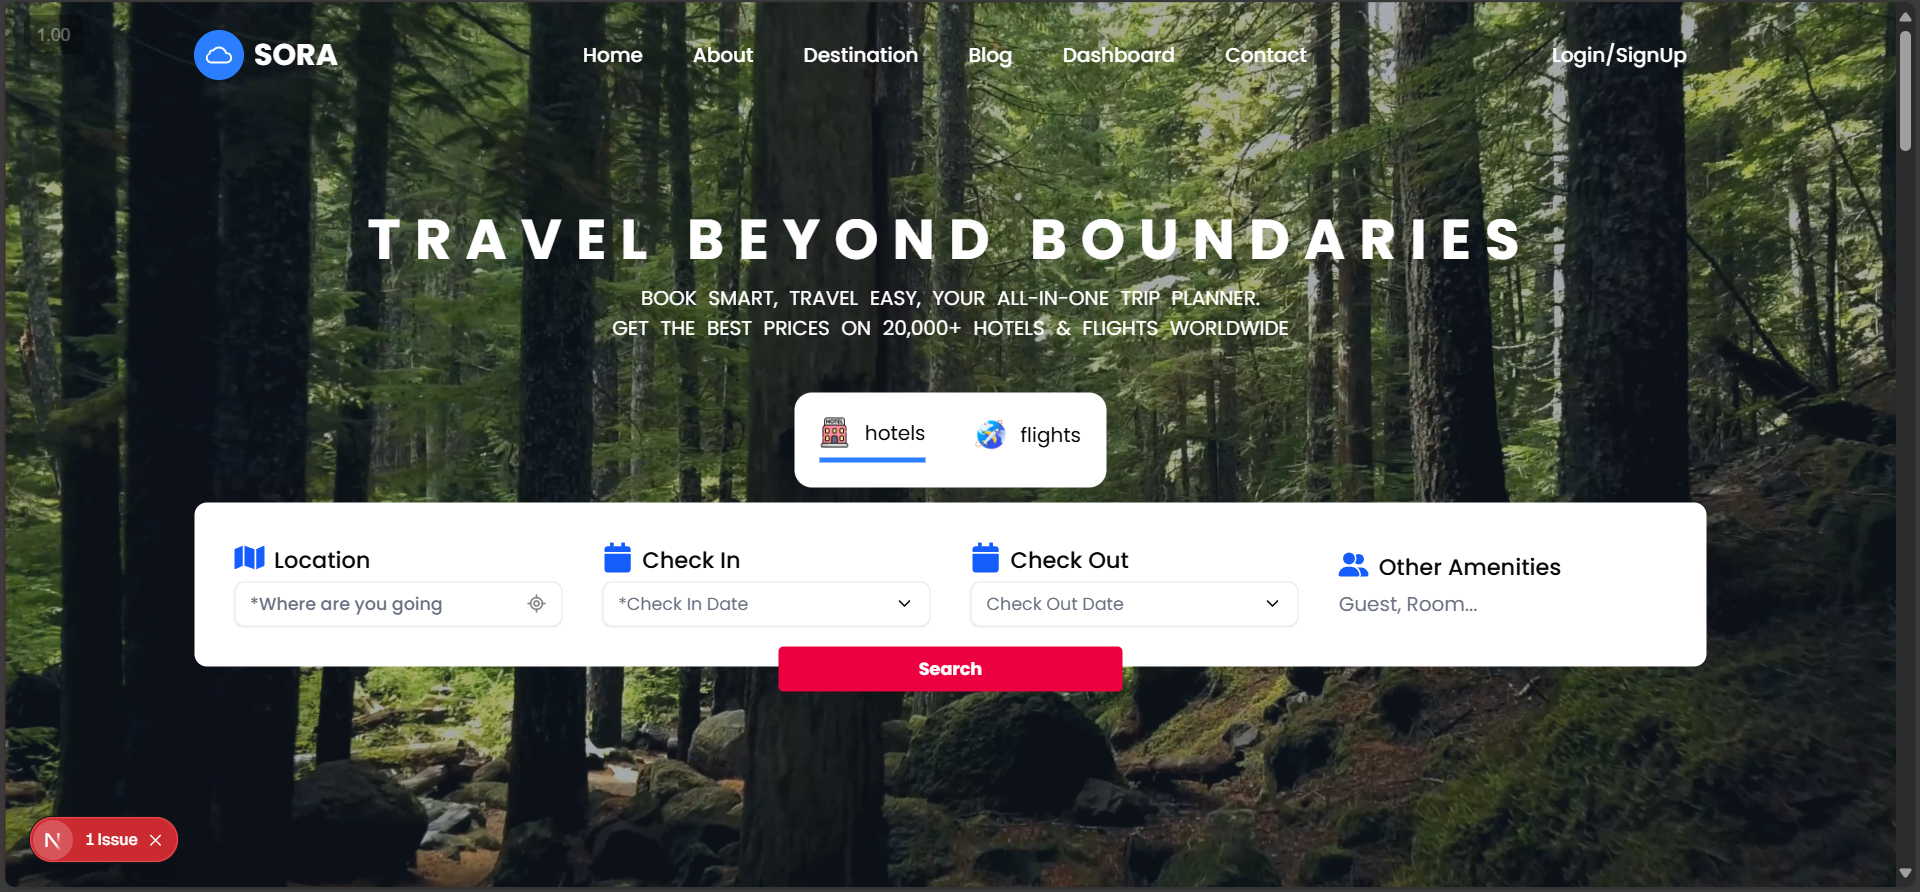 1.00
SORA
Home About Destination Blog Dashboard Contact Login/SignUp
TRAVEL BEYOND BOUNDARIES
BOOK SMART, TRAVEL EASY, YOUR ALL-IN-ONE TRIP PLANNER.
GET THE BEST PRICES ON 20,000+ HOTELS & FLIGHTS WORLDWIDE
HOTEL hotels flights
Location Check In Check Out Other Amenities
*Where are you going *Check In Date Check Out Date Guest, Room...
Search
N 1 Issue